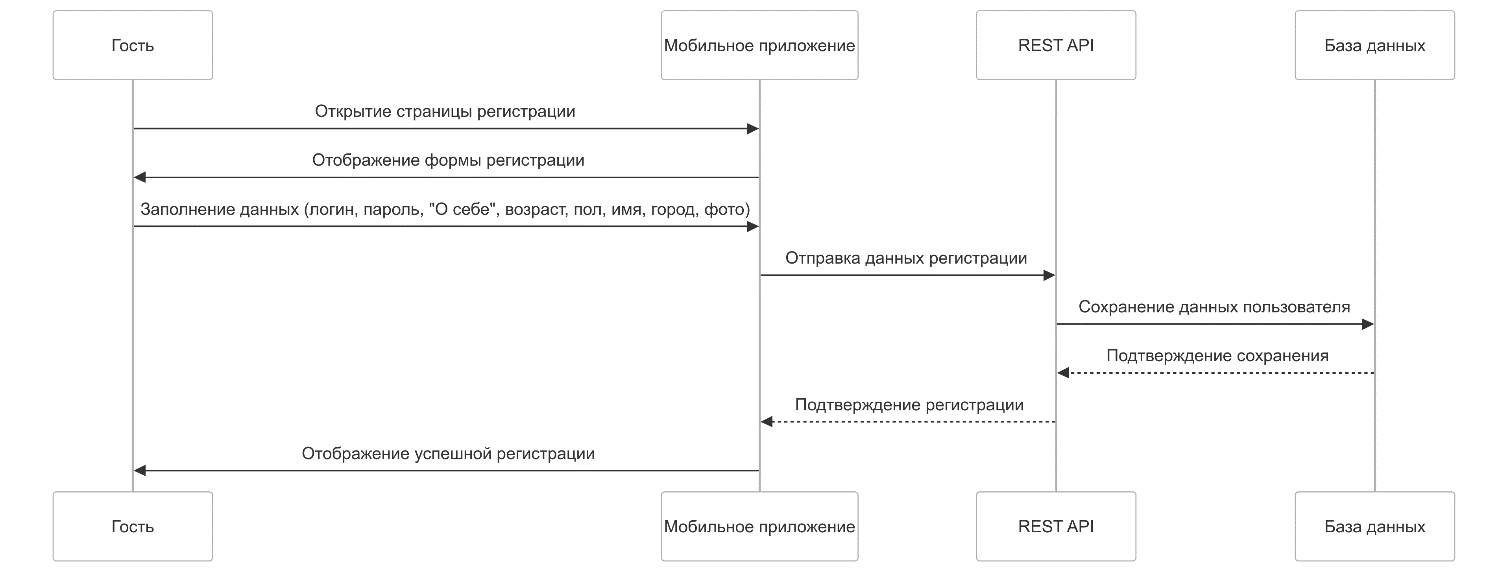 Гость
Мобильное приложение
REST API
База данных
Открытие страницы регистрации
Отображение формы регистрации
Заполнение данных (логин, пароль, "О себе", возраст, пол, имя, город, фото)
Отправка данных регистрации
Сохранение данных пользователя
Подтверждение сохранения
Подтверждение регистрации
Отображение успешной регистрации
Гость
Мобильное приложение
REST API
База данных